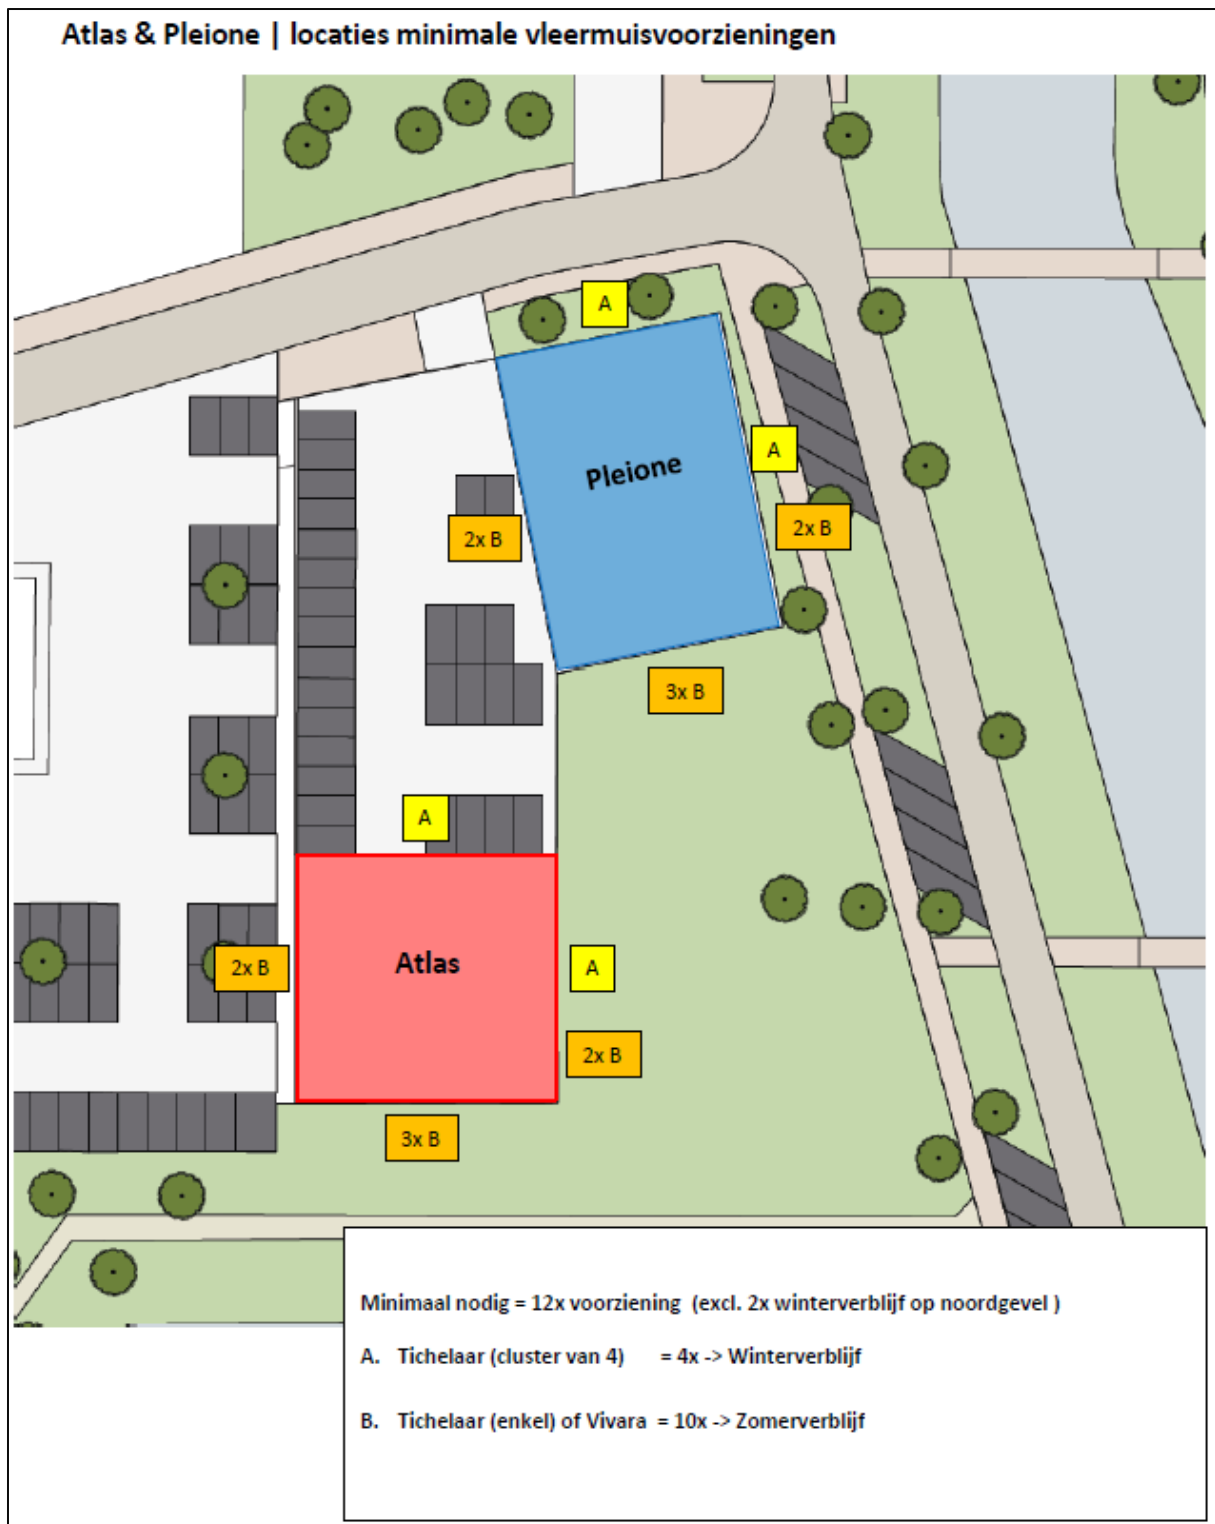 Atlas & Pleione | locaties minimale vleermuisvoorzieningen
A
Pleione
A
2x B
2x B
3x B
A
Atlas
2x B
A
2x B
3x B
Minimaal nodig = 12x voorziening (excl. 2x winterverblijf op noordgevel )
A. Tichelaar (cluster van 4) = 4x -> Winterverblijf
B. Tichelaar (enkel) of Vivara = 10x -> Zomerverblijf